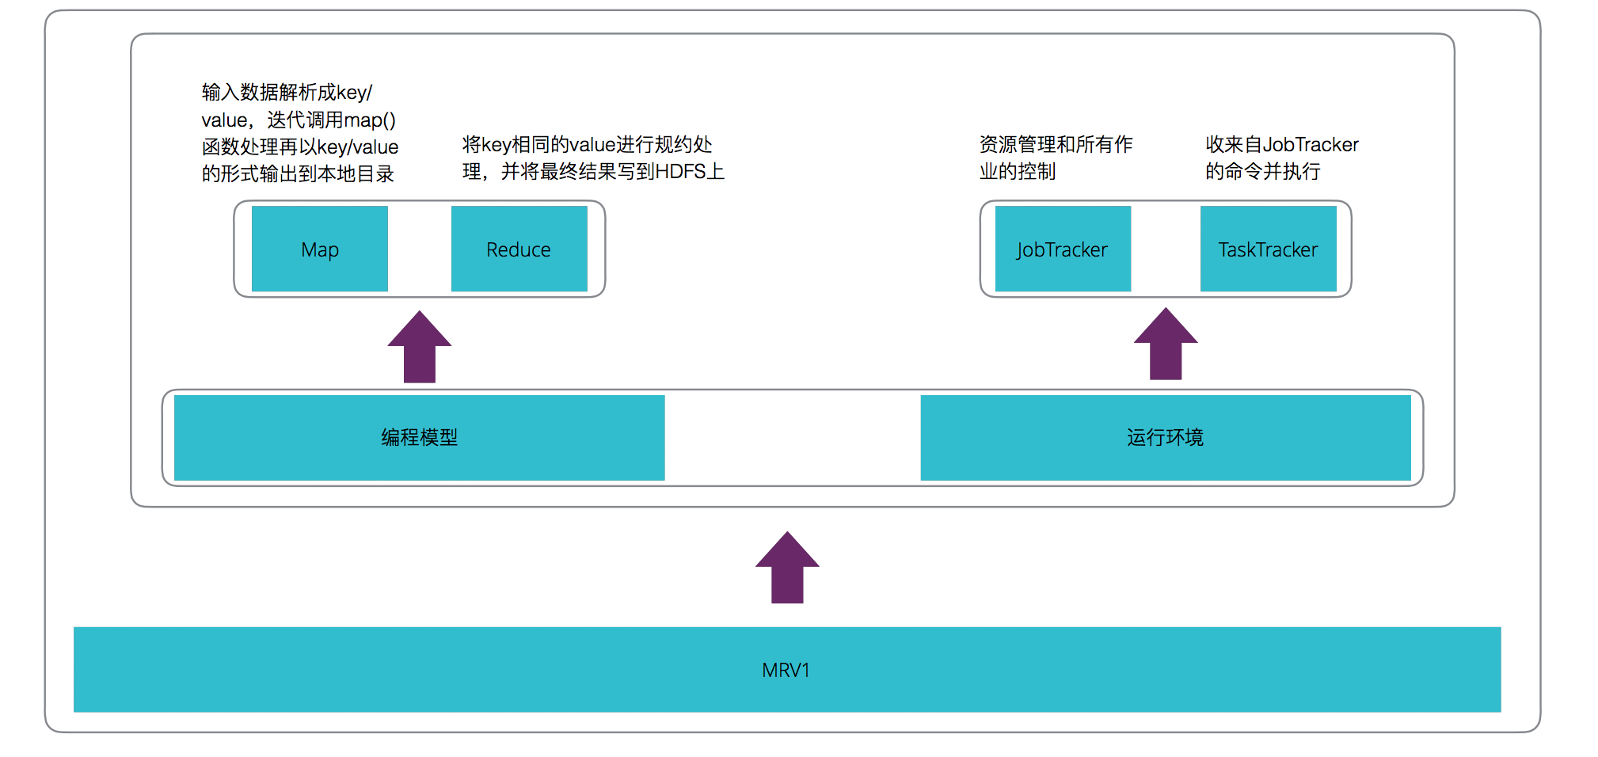 输入数据解析成key/
value，迭代调用map()
函数处理再以key/value
的形式输出到本地目录
将key相同的value进行规约处
理，并将最终结果写到HDFS上
资源管理和所有作
业的控制
收来自JobTracker
的命令并执行
Map
Reduce
JobTracker
TaskTracker
编程模型
运行环境
MRV1